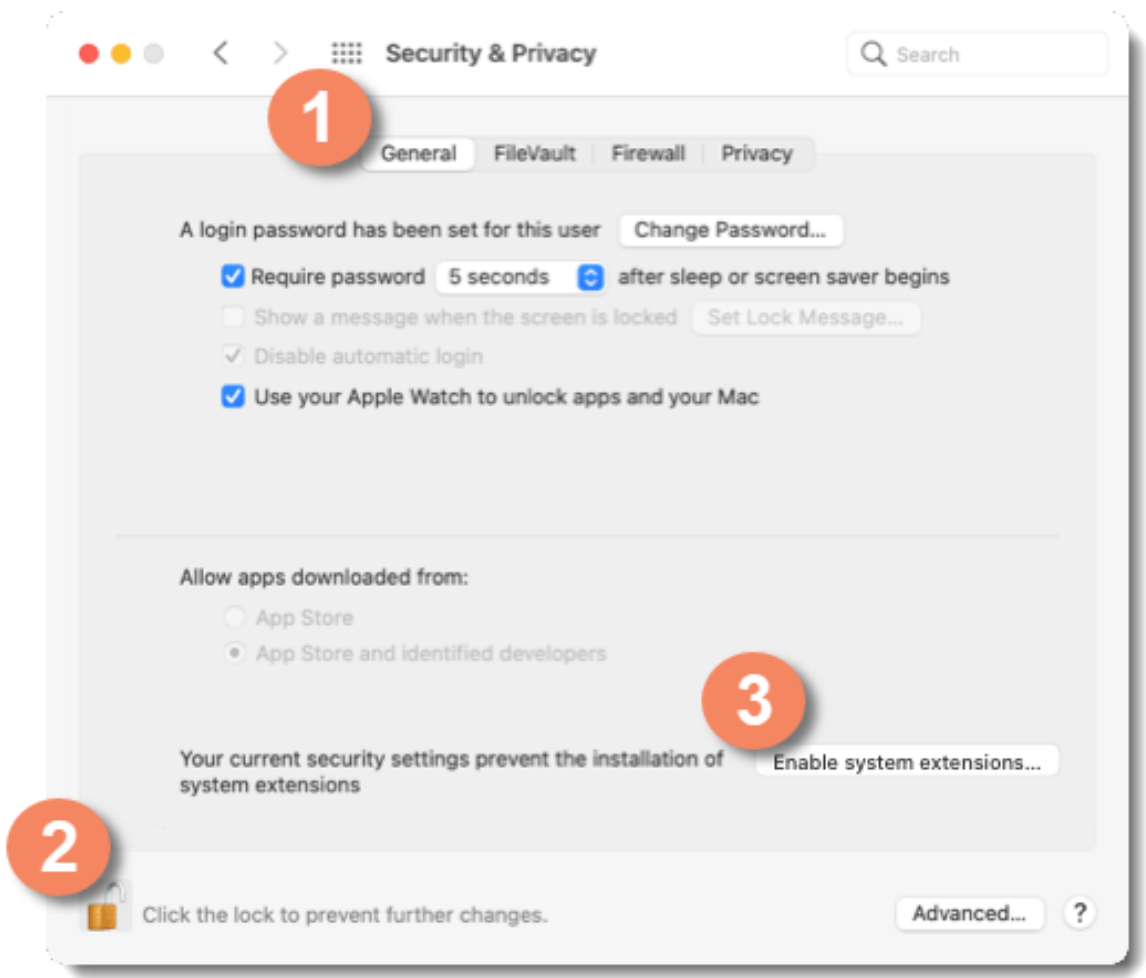 Security & Privacy
Search
1
General FileVault Firewall Privacy
A login password has been set for this user Change Password...
Require password 5 seconds after sleep or screen saver begins
Show a message when the screen is locked Set Lock Message...
Disable automatic login
Use your Apple Watch to unlock apps and your Mac
Allow apps downloaded from:
App Store
App Store and identified developers
3
Your current security settings prevent the installation of
system extensions
Enable system extensions...
2
Click the lock to prevent further changes.
Advanced... ?